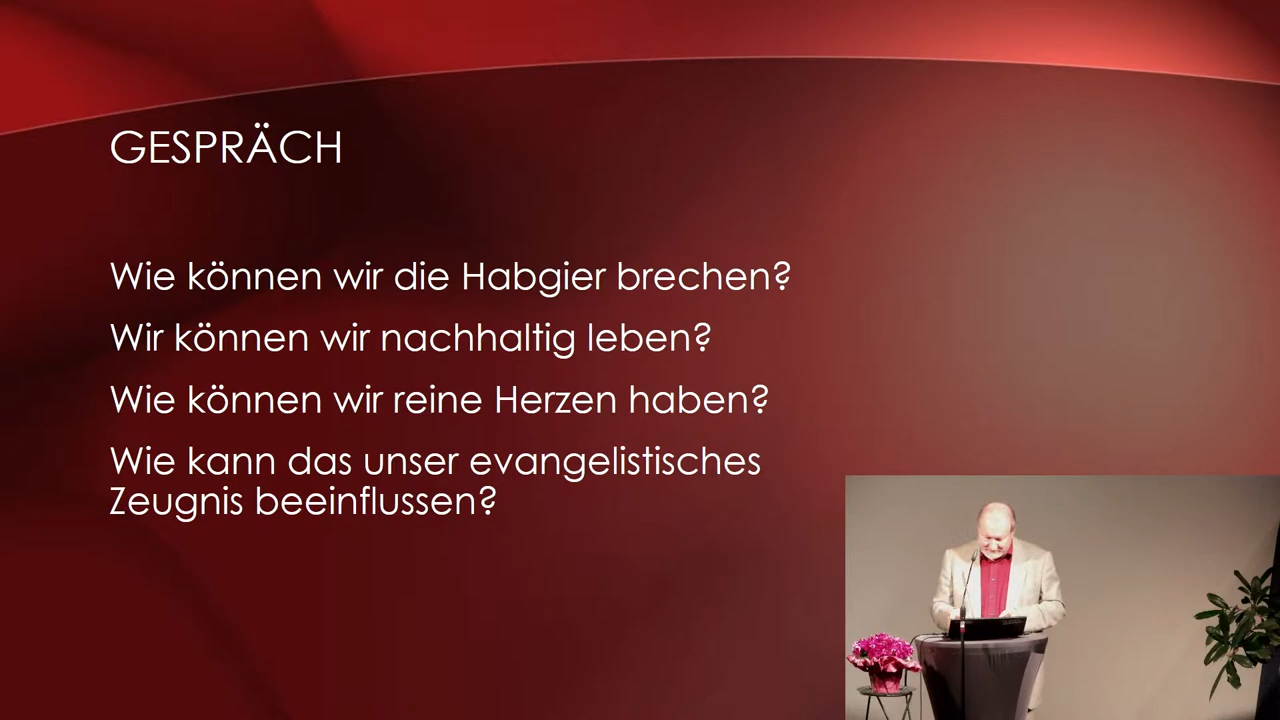 GESPRÄCH
Wie können wir die Habgier brechen?
Wir können wir nachhaltig leben?
Wie können wir reine Herzen haben?
Wie kann das unser evangelistisches
Zeugnis beeinflussen?